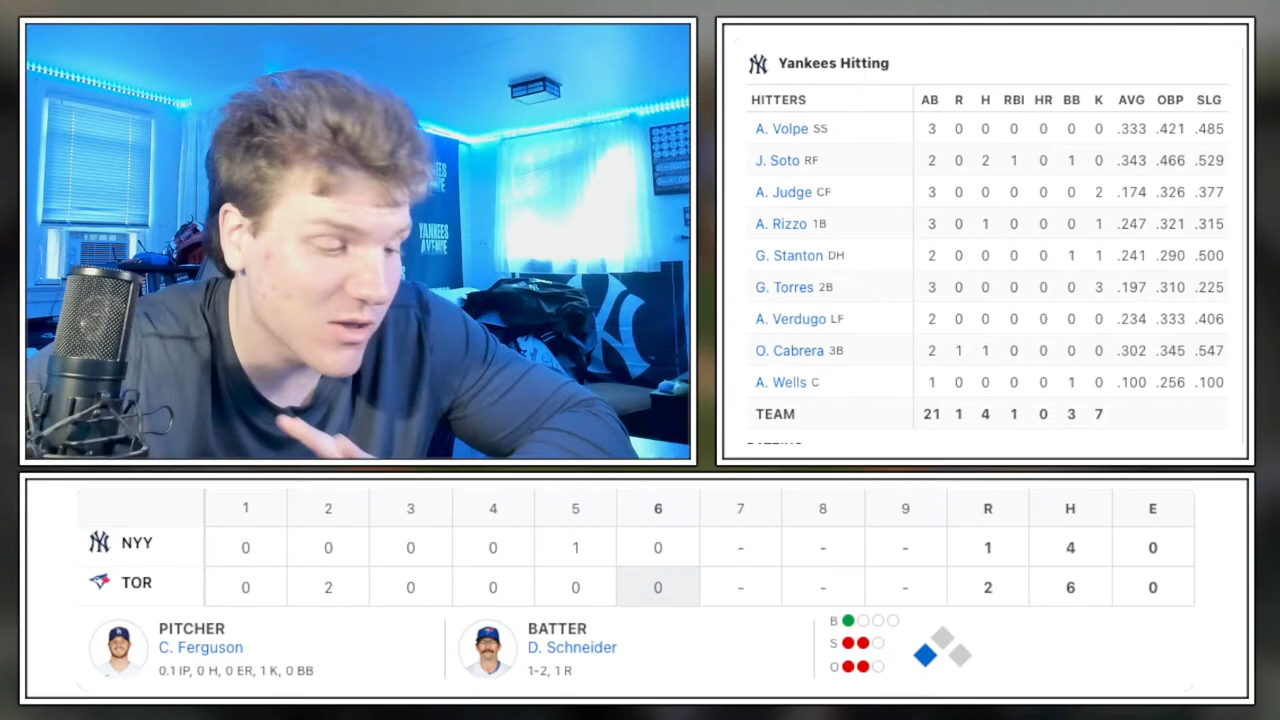 YANKEES
AVENUE
Yankees Hitting
HITTERS AB R H RBI HR BB K AVG OBP SLG
A. Volpe SS 3 0 0 0 0 0 0 .333 .421 .485
J. Soto RF 2 0 2 1 0 1 0 .343 .466 .529
A. Judge CF 3 0 0 0 0 0 2 .174 .326 .377
A. Rizzo 1B 3 0 1 0 0 0 1 .247 .321 .315
G. Stanton DH 2 0 0 0 0 1 1 .241 .290 .500
G. Torres 2B 3 0 0 0 0 0 3 .197 .310 .225
A. Verdugo LF 2 0 0 0 0 0 0 .234 .333 .406
O. Cabrera 3B 2 1 1 0 0 0 0 .302 .345 .547
A. Wells C 1 0 0 0 0 1 0 .100 .256 .100
TEAM 21 1 4 1 0 3 7
1 2 3 4 5 6 7 8 9 R H E
NYY 0 0 0 0 1 0 - - - 1 4 0
TOR 0 2 0 0 0 0 - - - 2 6 0
PITCHER
C. Ferguson
0.1 IP, 0 H, 0 ER, 1 K, 0 BB
BATTER
D. Schneider
1-2, 1 R
B
S
O